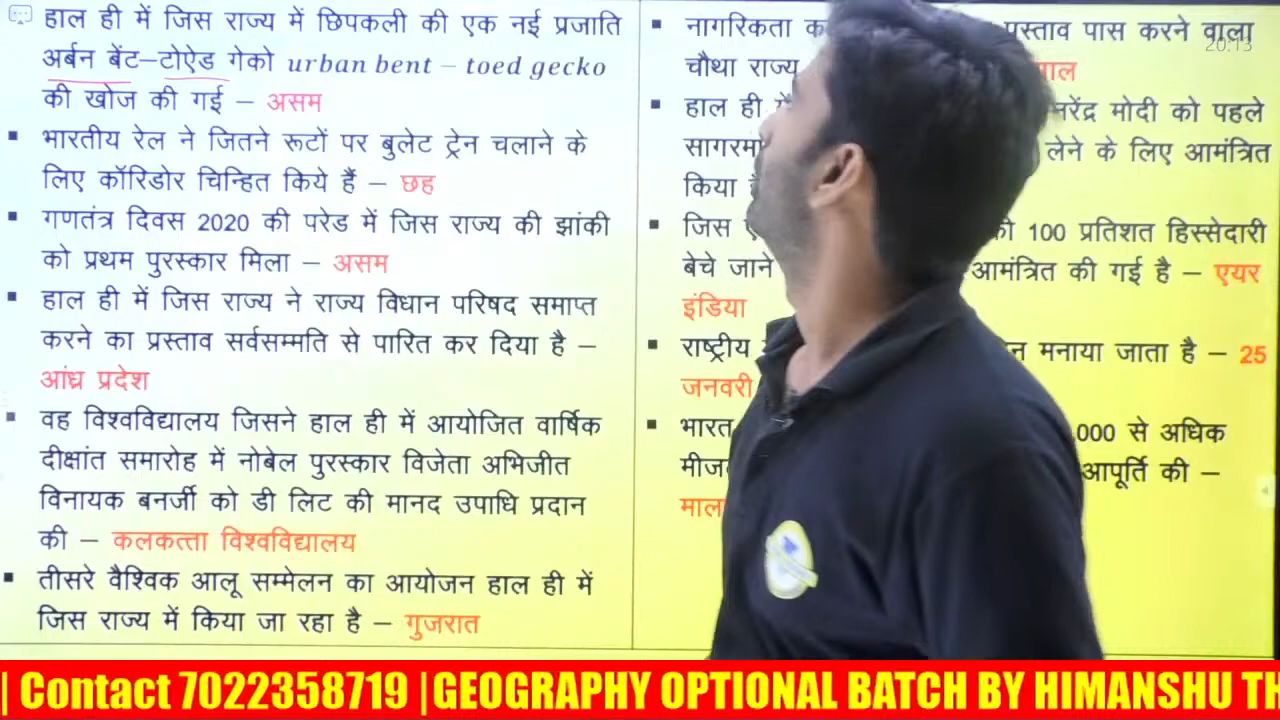 हाल ही में जिस राज्य में छिपकली की एक नई प्रजाति
अर्बन बेंट–टोऐड गेको urban bent – toed gecko
की खोज की गई – असम
▪ भारतीय रेल ने जितने रूटों पर बुलेट ट्रेन चलाने के
लिए कॉरिडोर चिन्हित किये हैं – छह
▪ गणतंत्र दिवस 2020 की परेड में जिस राज्य की झांकी
को प्रथम पुरस्कार मिला – असम
▪ हाल ही में जिस राज्य ने राज्य विधान परिषद समाप्त
करने का प्रस्ताव सर्वसम्मति से पारित कर दिया है –
आंध्र प्रदेश
▪ वह विश्वविद्यालय जिसने हाल ही में आयोजित वार्षिक
दीक्षांत समारोह में नोबेल पुरस्कार विजेता अभिजीत
विनायक बनर्जी को डी लिट की मानद उपाधि प्रदान
की – कलकत्ता विश्वविद्यालय
▪ तीसरे वैश्विक आलू सम्मेलन का आयोजन हाल ही में
जिस राज्य में किया जा रहा है – गुजरात
▪ नागरिकता प्रस्ताव पास करने वाला
20:13
चौथा राज्य
▪ हाल ही नरेंद्र मोदी को पहले
लेने के लिए आमंत्रित
किया
▪ जिस 100 प्रतिशत हिस्सेदारी
बेचे जाने आमंत्रित की गई है – एयर
इंडिया
▪ राष्ट्रीय मनाया जाता है – 25
जनवरी
▪ भारत ,000 से अधिक
आपूर्ति की –
| Contact 7022358719 |GEOGRAPHY OPTIONAL BATCH BY HIMANSHU